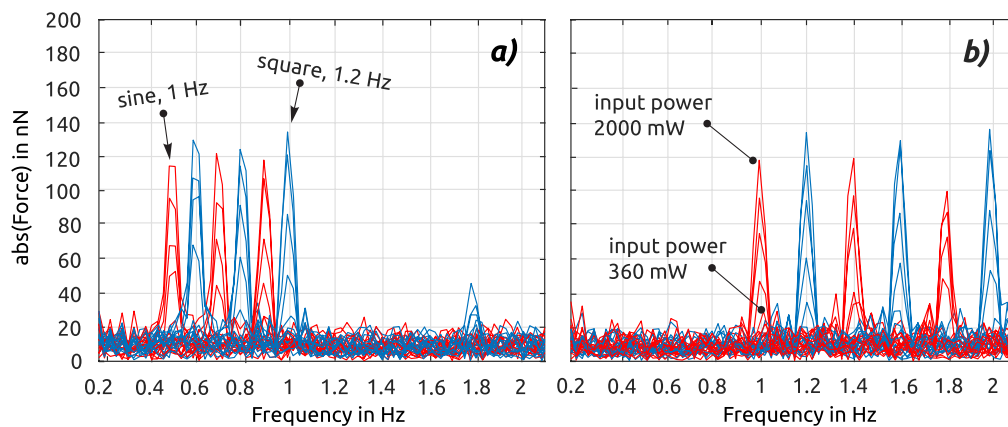 200
180
160
140
120
100
80
60
40
20
0
abs(Force) in nN
a)
sine, 1 Hz
square, 1.2 Hz
0.2 0.4 0.6 0.8 1 1.2 1.4 1.6 1.8 2
Frequency in Hz
b)
input power
2000 mW
input power
360 mW
0.2 0.4 0.6 0.8 1 1.2 1.4 1.6 1.8 2
Frequency in Hz